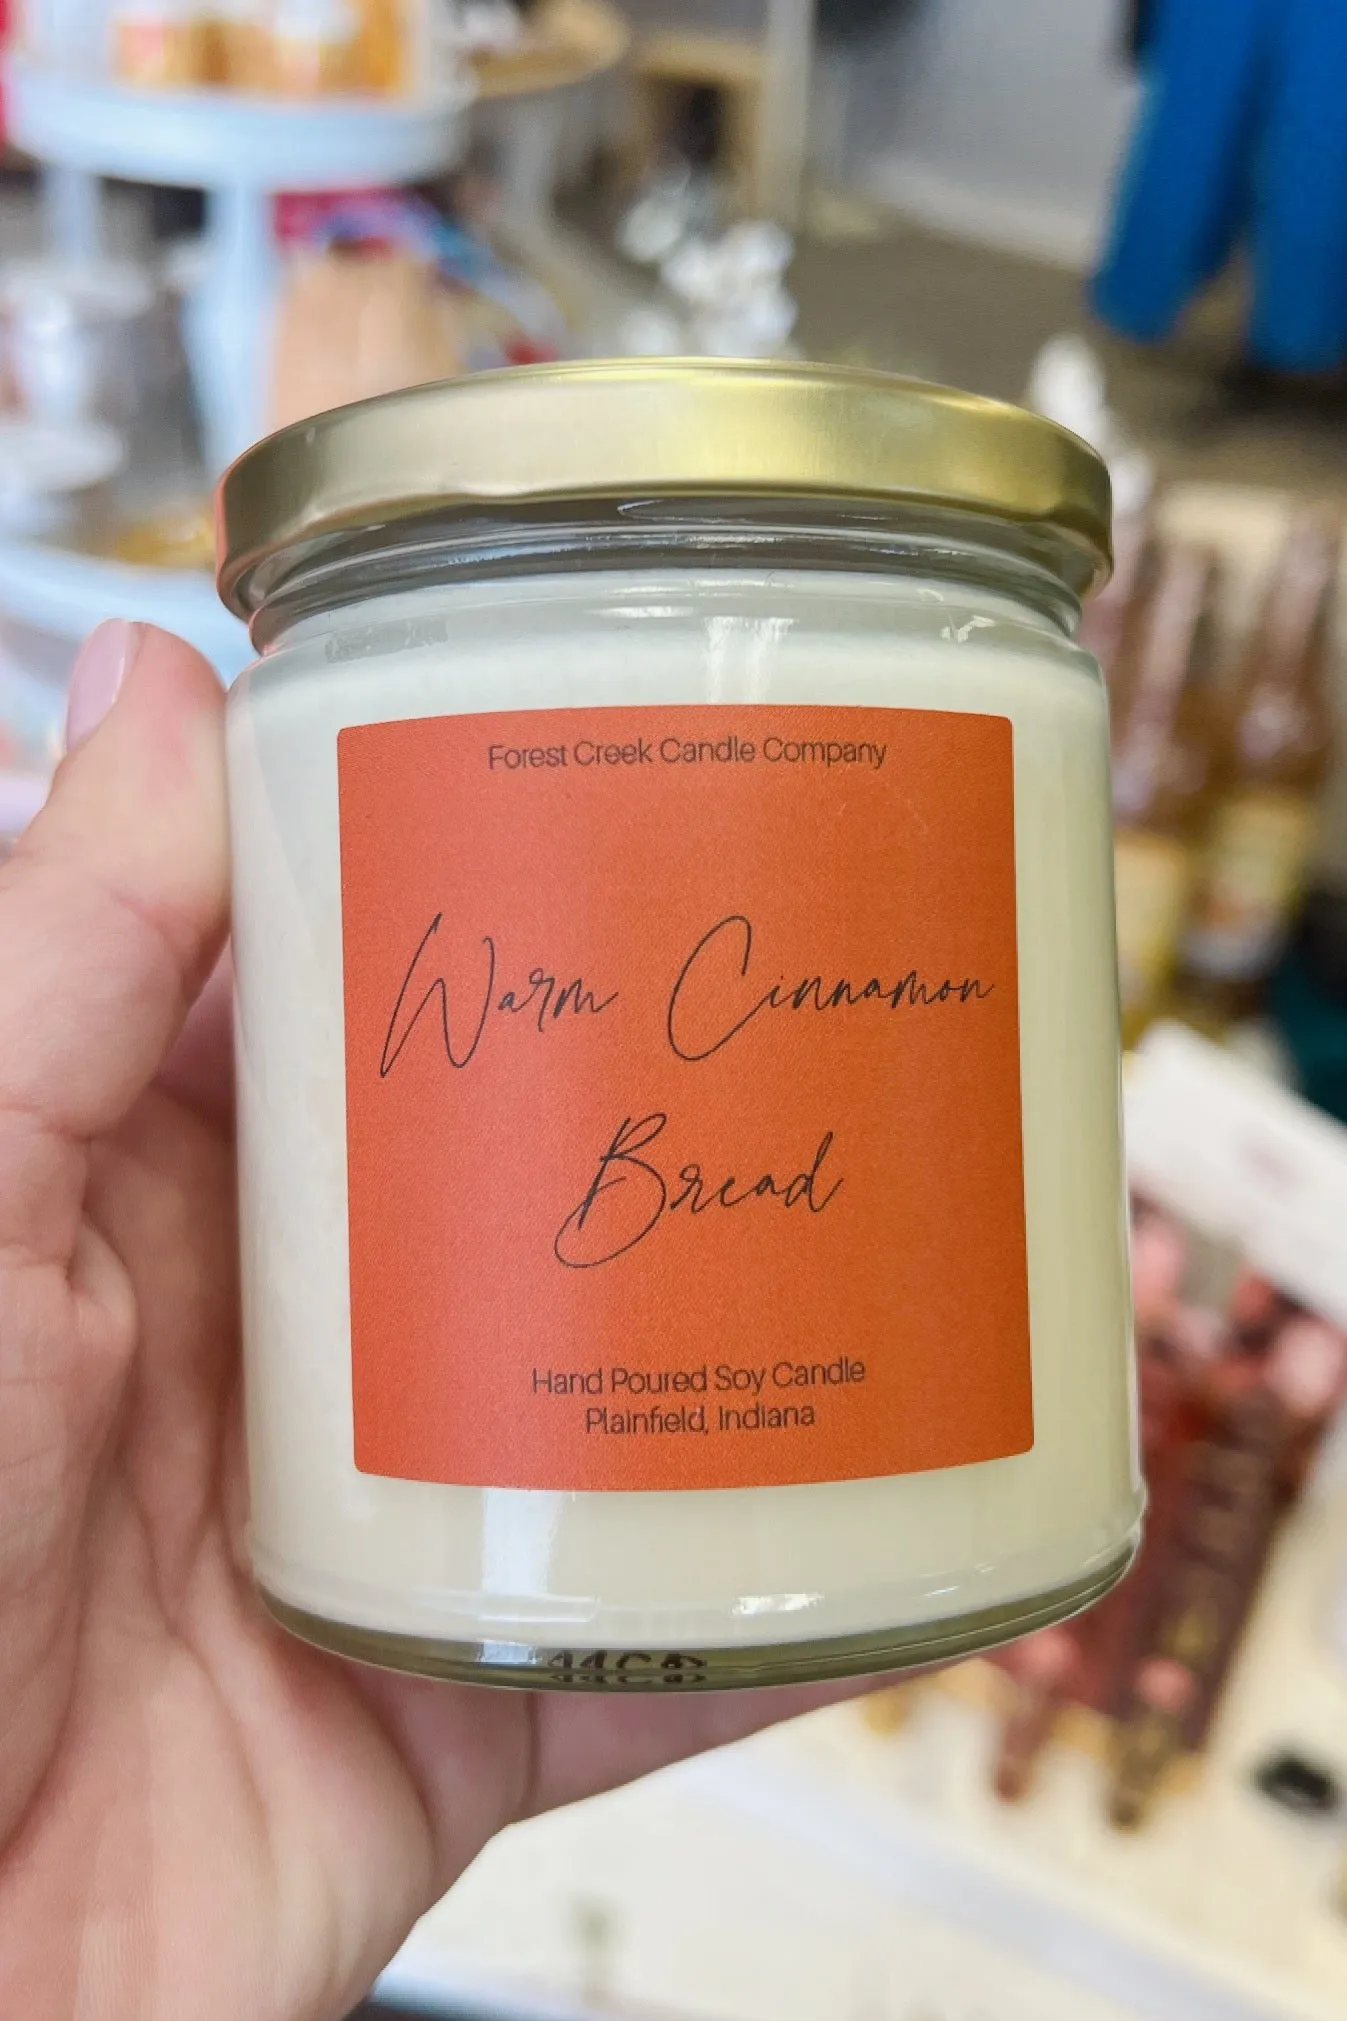 Forest Creek Candle Company
Warm Cinnamon
Bread
Hand Poured Soy Candle
Plainfield, Indiana